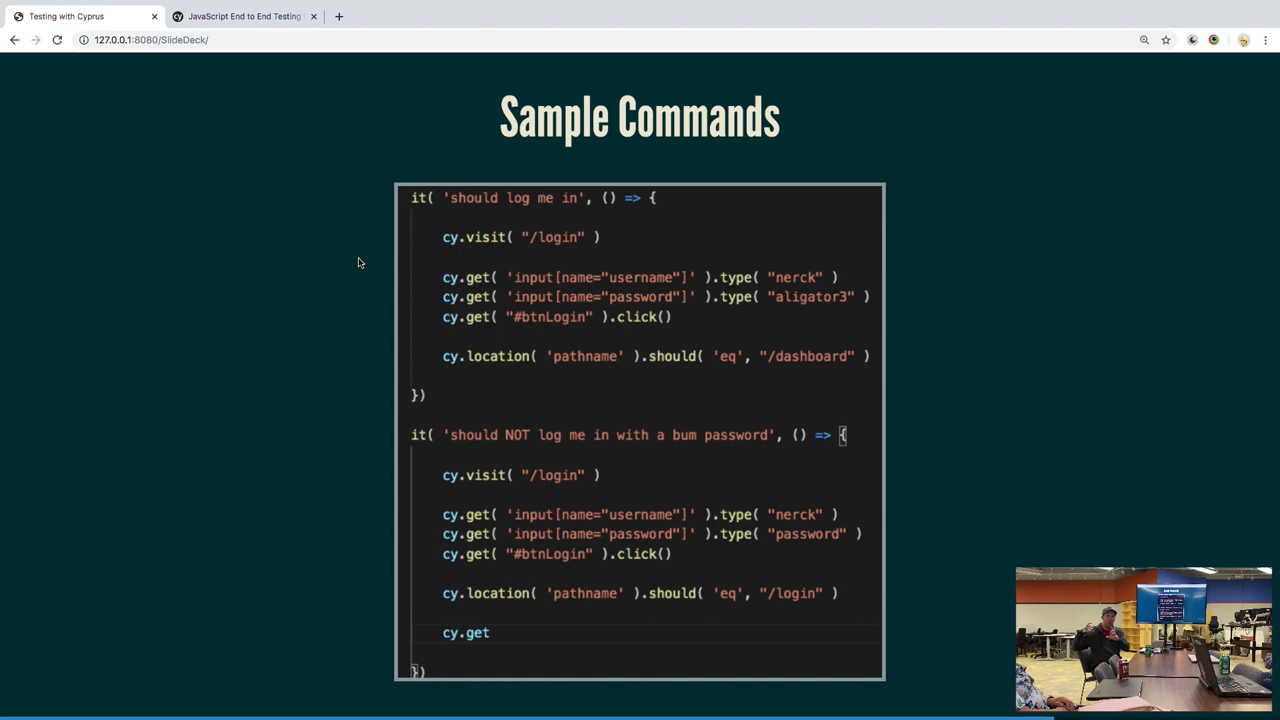 Testing with Cyprus
JavaScript End to End Testing
127.0.0.1:8080/SlideDeck/
Sample Commands
it( 'should log me in', () => {
cy.visit( "/login" )
cy.get( 'input[name="username"]' ).type( "nerck" )
cy.get( 'input[name="password"]' ).type( "aligator3" )
cy.get( "#btnLogin" ).click()
cy.location( 'pathname' ).should( 'eq', "/dashboard" )
})
it( 'should NOT log me in with a bum password', () => {
cy.visit( "/login" )
cy.get( 'input[name="username"]' ).type( "nerck" )
cy.get( 'input[name="password"]' ).type( "password" )
cy.get( "#btnLogin" ).click()
cy.location( 'pathname' ).should( 'eq', "/login" )
cy.get
})